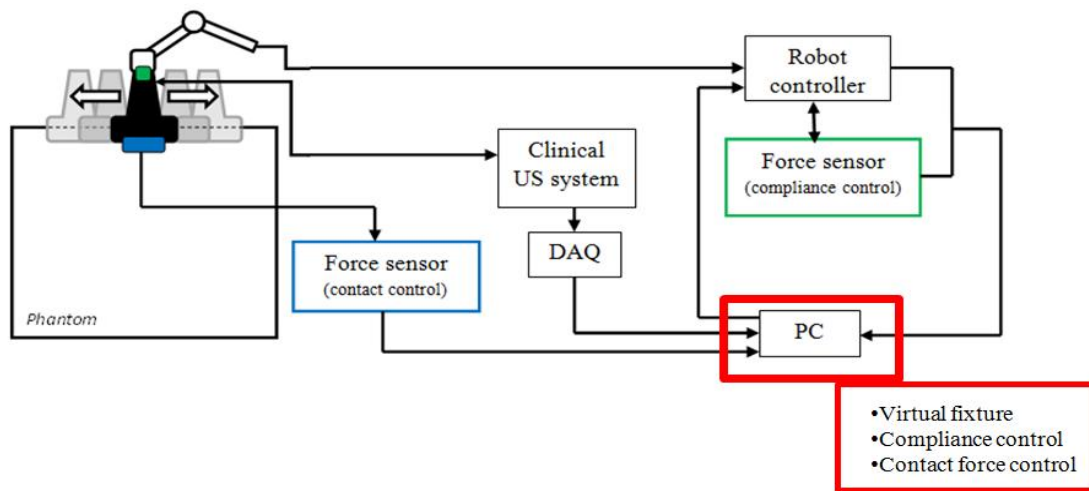 Robot
controller
Clinical
US system
Force sensor
(compliance control)
DAQ
Force sensor
(contact control)
Phantom
PC
•Virtual fixture
•Compliance control
•Contact force control